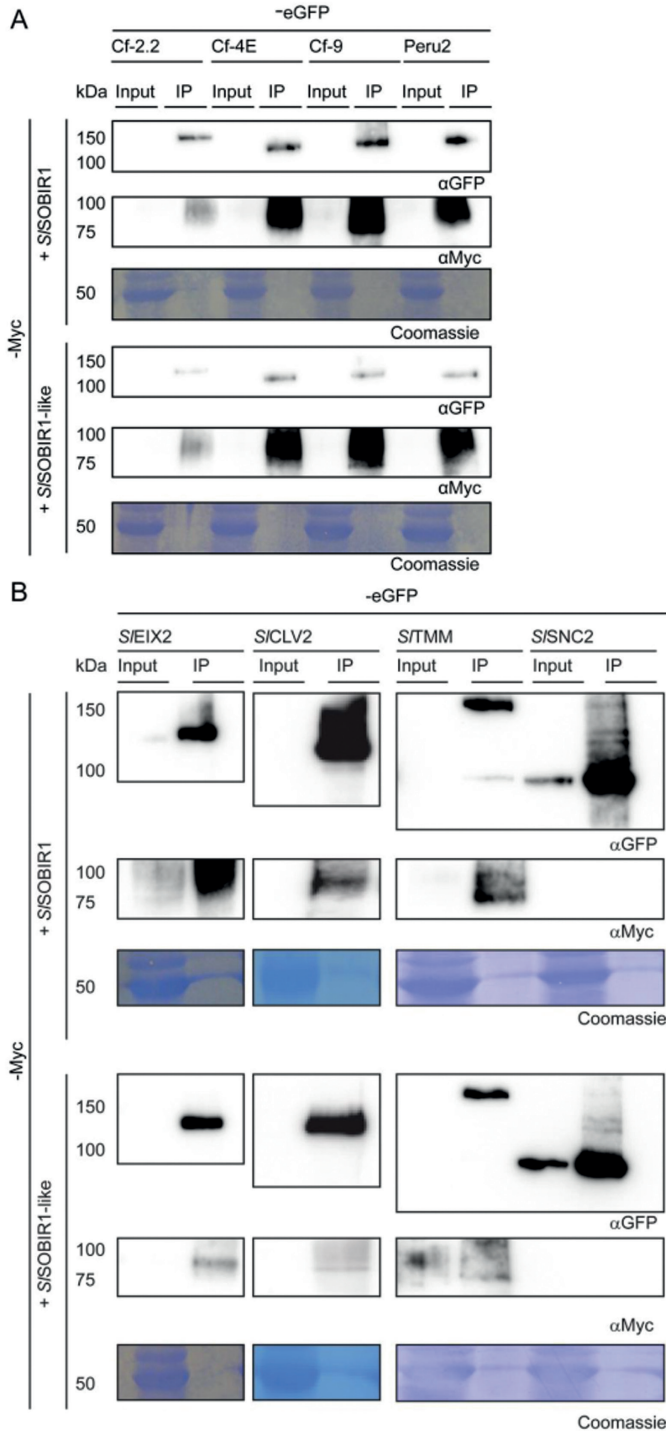 A
-eGFP
Cf-2.2 Cf-4E Cf-9 Peru2
kDa Input IP Input IP Input IP Input IP
-Myc
+ SlSOBIR1
150
100
αGFP
100
75
αMyc
50
Coomassie
+ SlSOBIR1-like
150
100
αGFP
100
75
αMyc
50
Coomassie
B
-eGFP
SlEIX2 SlCLV2 SlTMM SlSNC2
kDa Input IP Input IP Input IP Input IP
-Myc
+ SlSOBIR1
150
100
αGFP
100
75
αMyc
50
Coomassie
+ SlSOBIR1-like
150
100
αGFP
100
75
αMyc
50
Coomassie